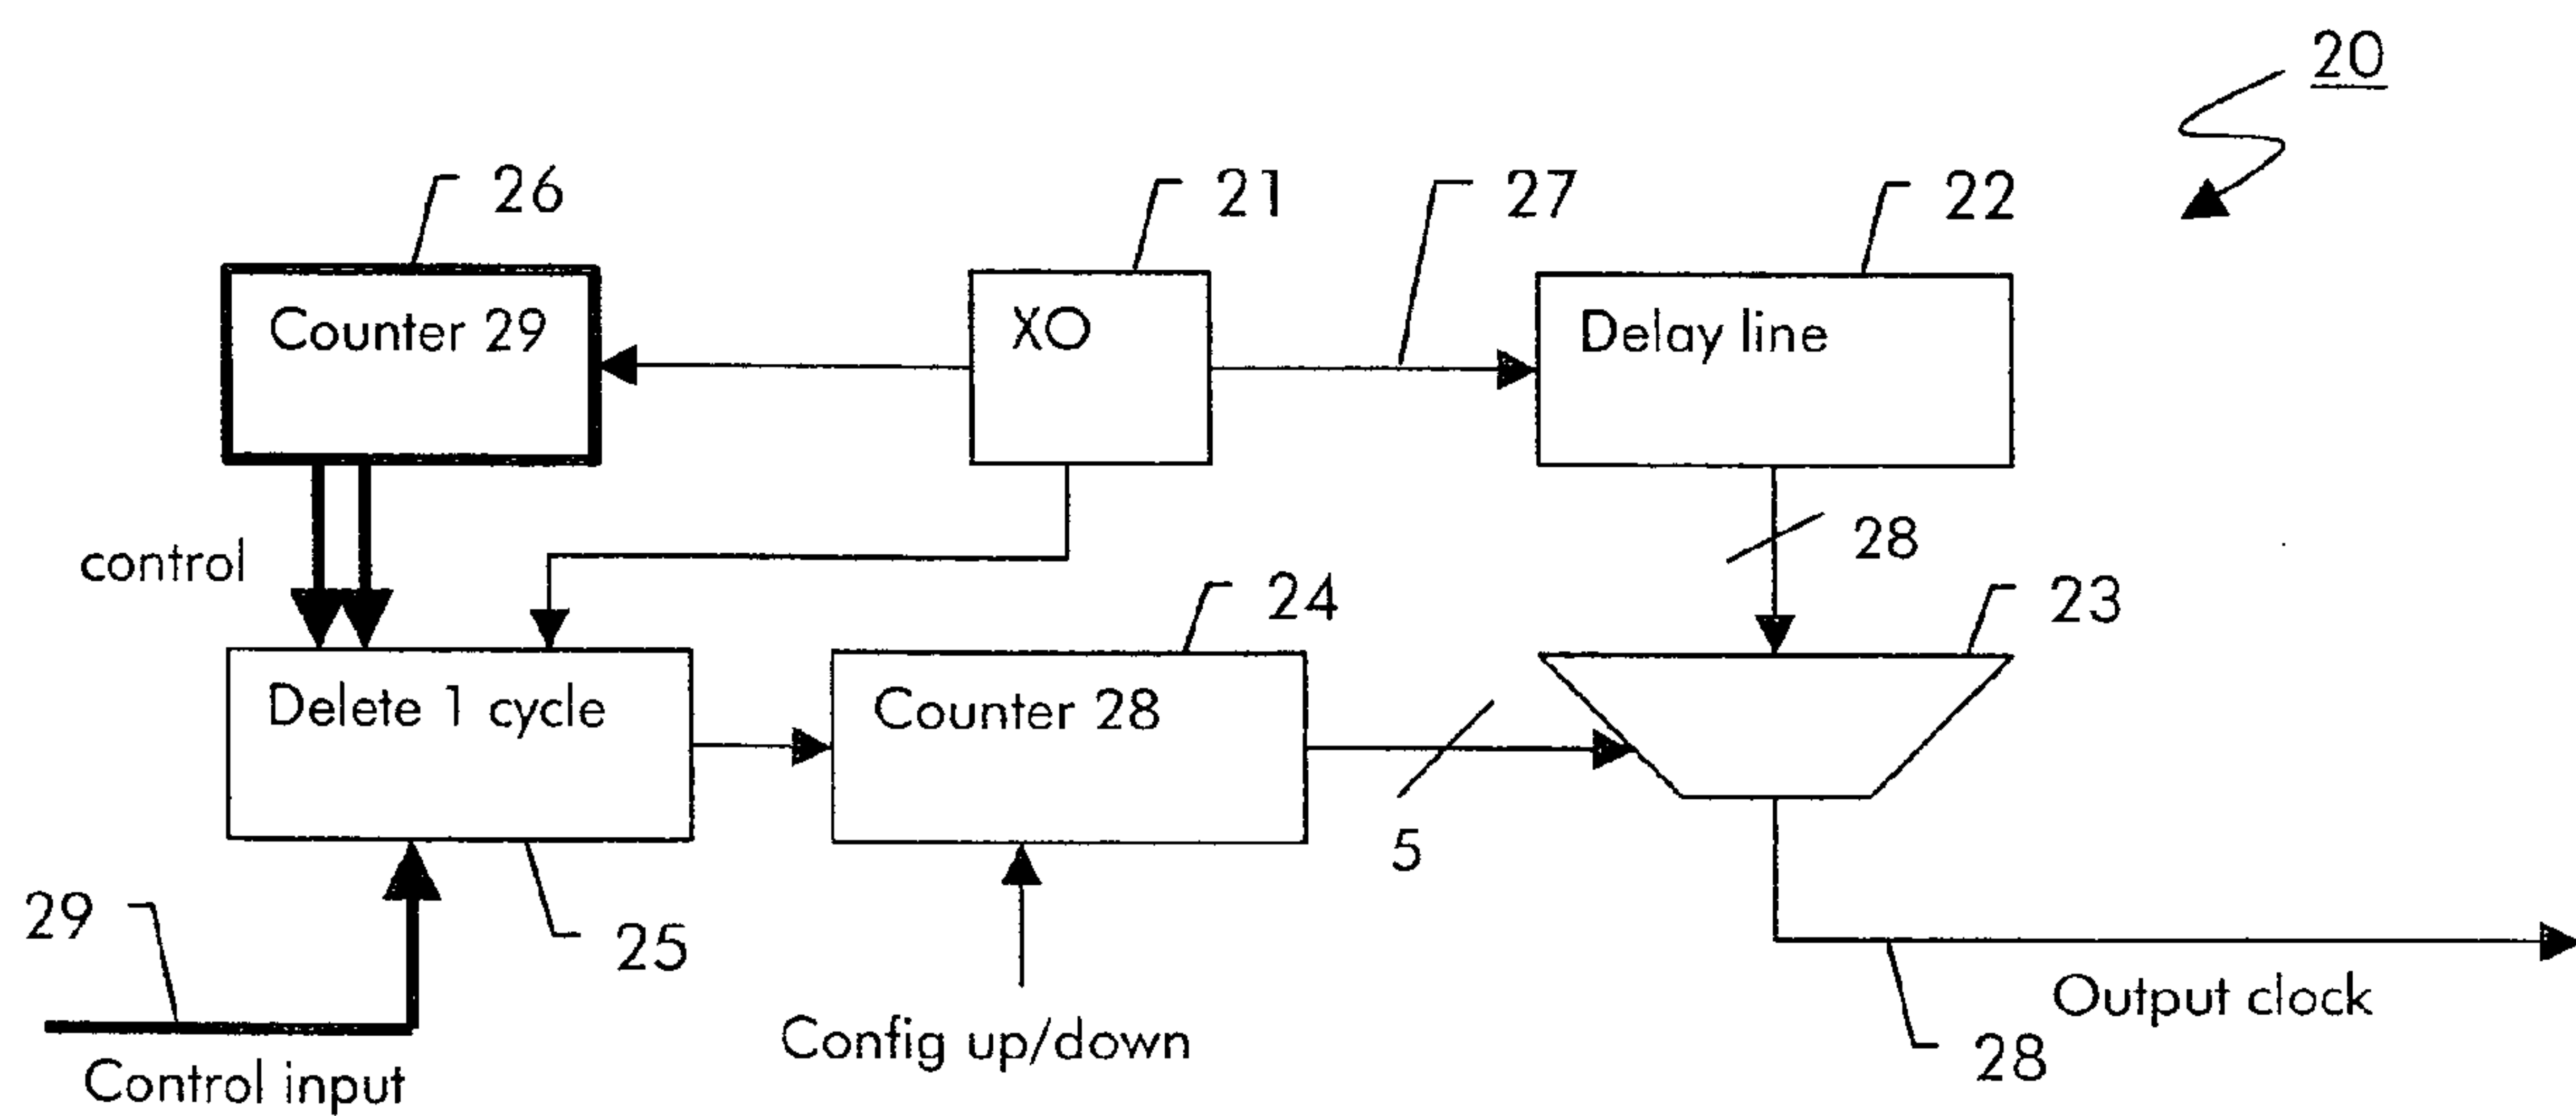 20
26
21
27
22
Counter 29
XO
Delay line
control
28
24
23
Delete 1 cycle
Counter 28
5
29
25
Config up/down
Output clock
28
Control input